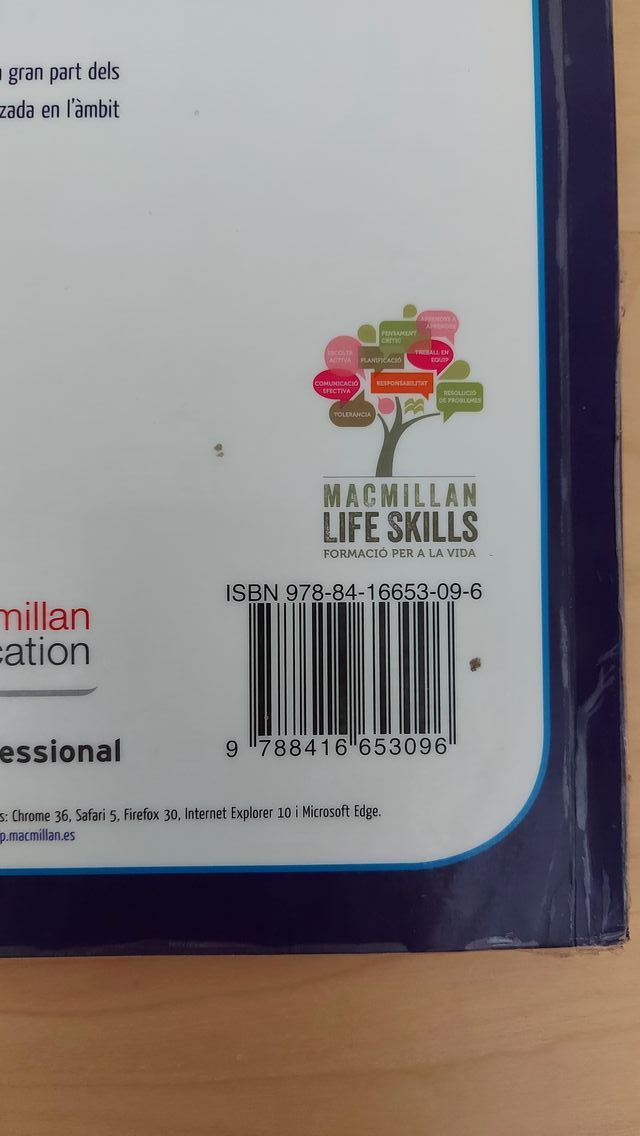 gran part dels
zada en l'àmbit
APRENDRE A
APRENDRE
PENSAMENT
CRÍTIC
ESCOLTA
ACTIVA
PLANIFICACIÓ
TREBALL EN
EQUIP
COMUNICACIÓ
EFECTIVA
RESPONSABILITAT
RESOLUCIÓ
DE PROBLEMES
TOLERÀNCIA
MACMILLAN
LIFE SKILLS
FORMACIÓ PER A LA VIDA
ISBN 978-84-16653-09-6
9 788416 653096
millan
cation
essional
s: Chrome 36, Safari 5, Firefox 30, Internet Explorer 10 i Microsoft Edge.
p.macmillan.es